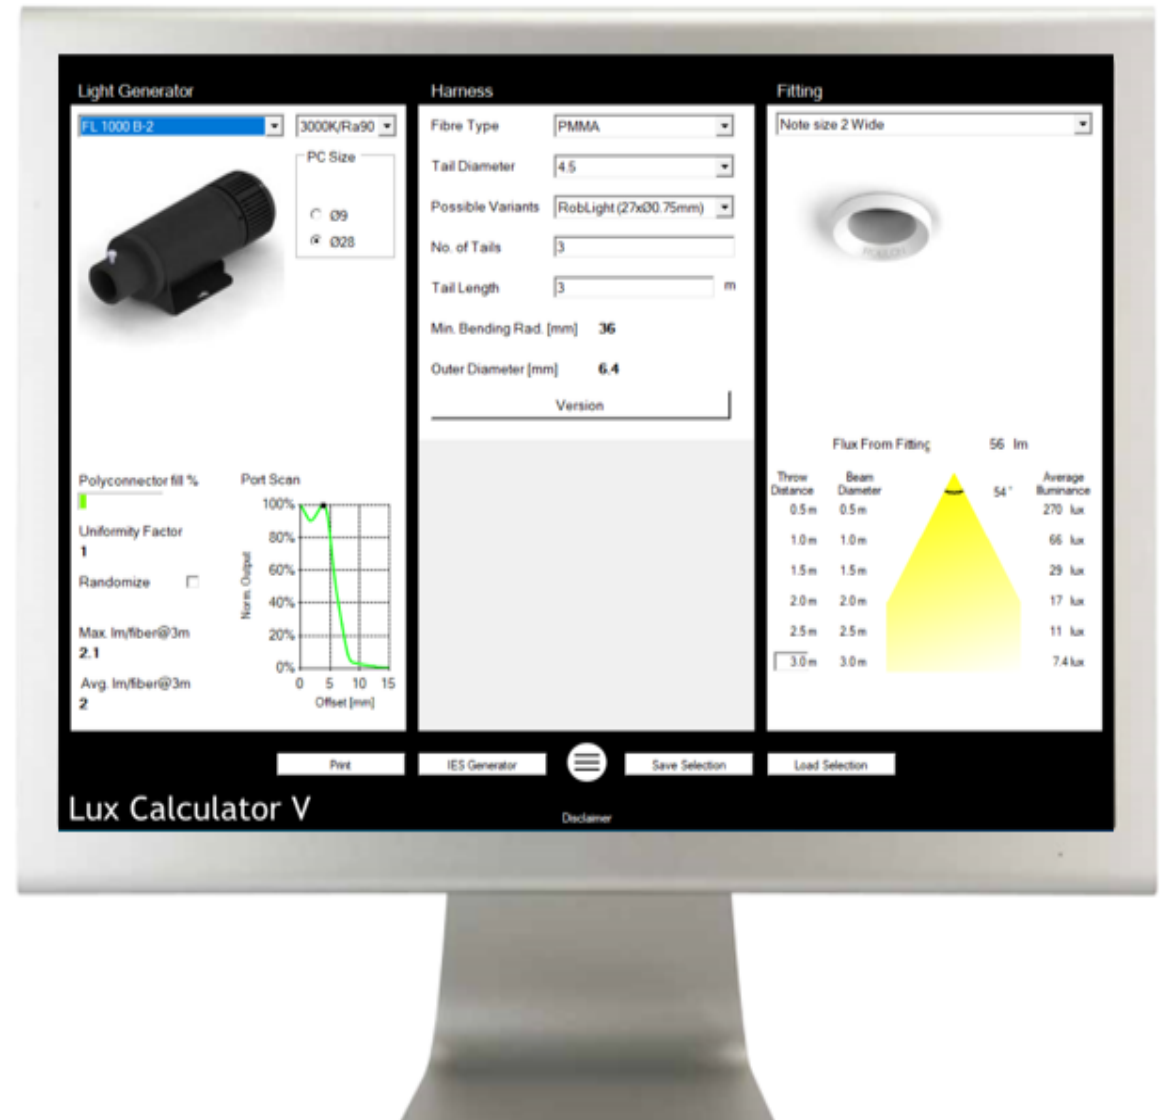 Light Generator
FL 1000 B-2
3000K/Ra90
PC Size
Ø9
Ø28
Polyconnector fill %
Uniformity Factor
1
Randomize
Max. lm/fiber@3m
2.1
Avg. lm/fiber@3m
2
Port Scan
Norm. Output
100%
80%
60%
40%
20%
0%
0 5 10 15
Offset [mm]
Harness
Fibre Type PMMA
Tail Diameter 4.5
Possible Variants RobLight (27xØ0.75mm)
No. of Tails 3
Tail Length 3 m
Min. Bending Rad. [mm] 36
Outer Diameter [mm] 6.4
Version
Fitting
Note size 2 Wide
Flux From Fitting 56 lm
Throw Distance Beam Diameter 54° Average Illuminance
0.5 m 0.5 m 270 lux
1.0 m 1.0 m 66 lux
1.5 m 1.5 m 29 lux
2.0 m 2.0 m 17 lux
2.5 m 2.5 m 11 lux
3.0 m 3.0 m 7.4 lux
Print
IES Generator
Save Selection
Load Selection
Lux Calculator V
Disclaimer